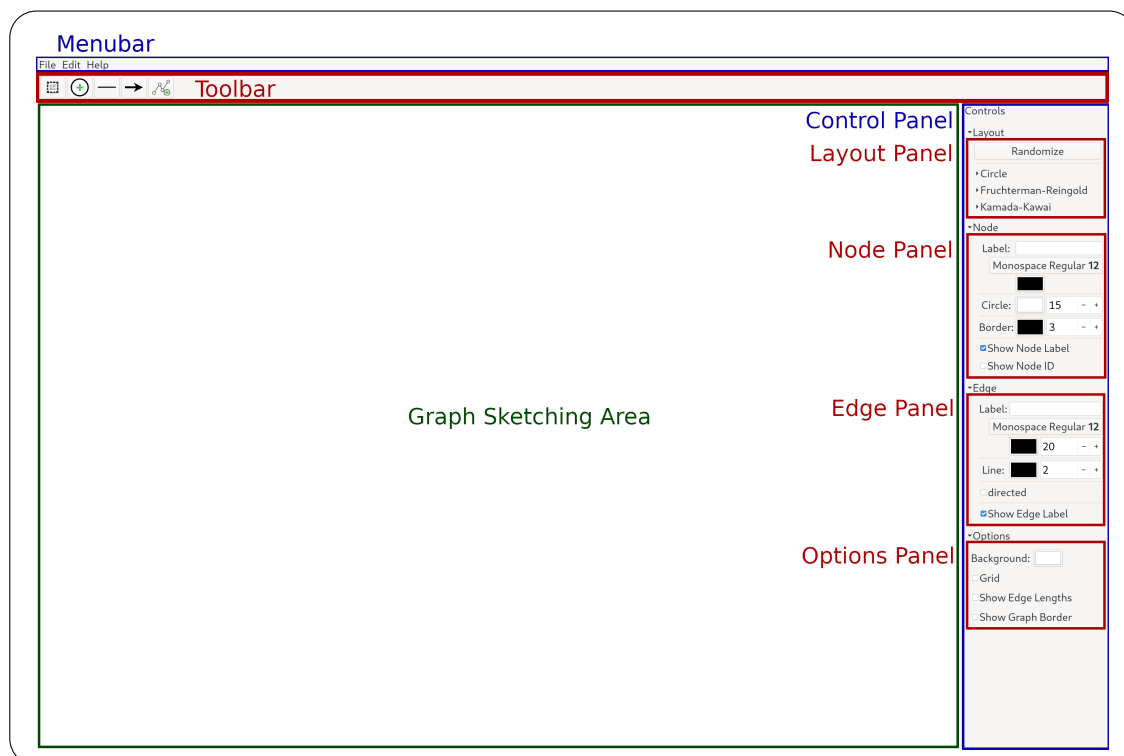 Menubar
File Edit Help
Toolbar
Control Panel
Controls
Layout
Layout Panel
Randomize
Circle
Fruchterman-Reingold
Kamada-Kawai
Node
Node Panel
Label:
Monospace Regular 12
Circle: 15 - +
Border: 3 - +
Show Node Label
Show Node ID
Edge
Edge Panel
Label:
Graph Sketching Area
Monospace Regular 12
20 - +
Line: 2 - +
directed
Show Edge Label
Options
Options Panel
Background:
Grid
Show Edge Lengths
Show Graph Border